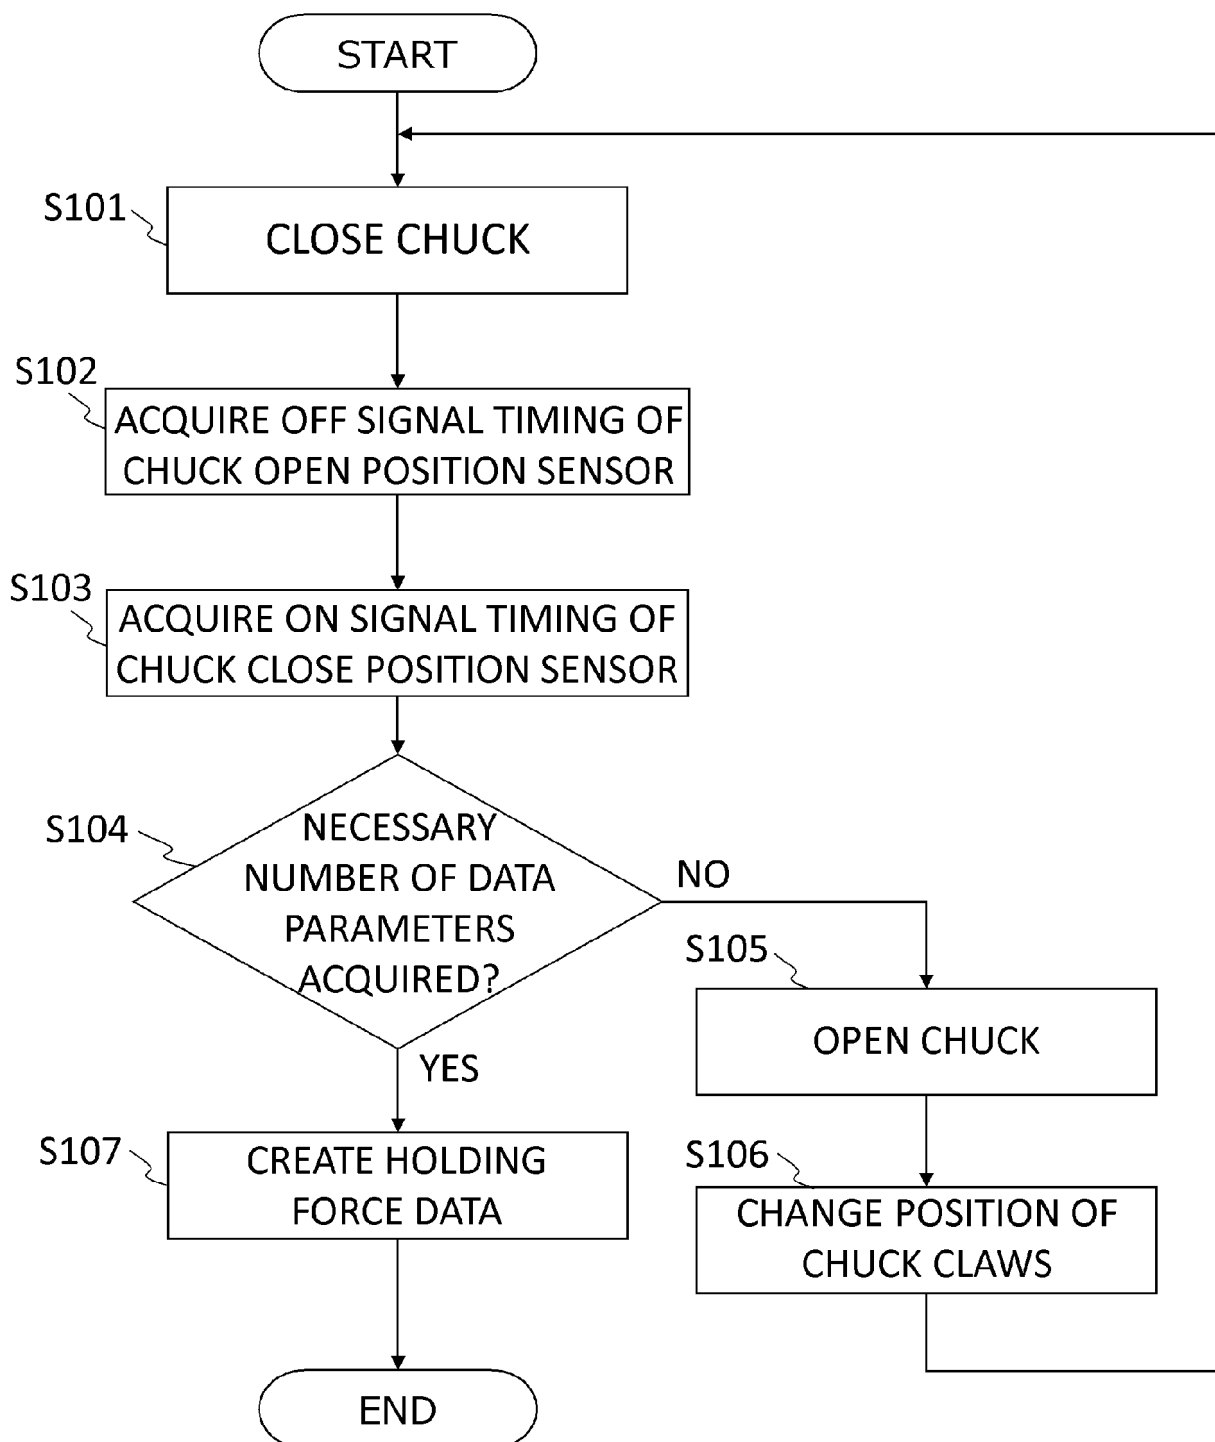 START
S101
CLOSE CHUCK
S102
ACQUIRE OFF SIGNAL TIMING OF
CHUCK OPEN POSITION SENSOR
S103
ACQUIRE ON SIGNAL TIMING OF
CHUCK CLOSE POSITION SENSOR
S104
NECESSARY
NUMBER OF DATA
PARAMETERS
ACQUIRED?
NO
YES
S105
OPEN CHUCK
S106
CHANGE POSITION OF
CHUCK CLAWS
S107
CREATE HOLDING
FORCE DATA
END